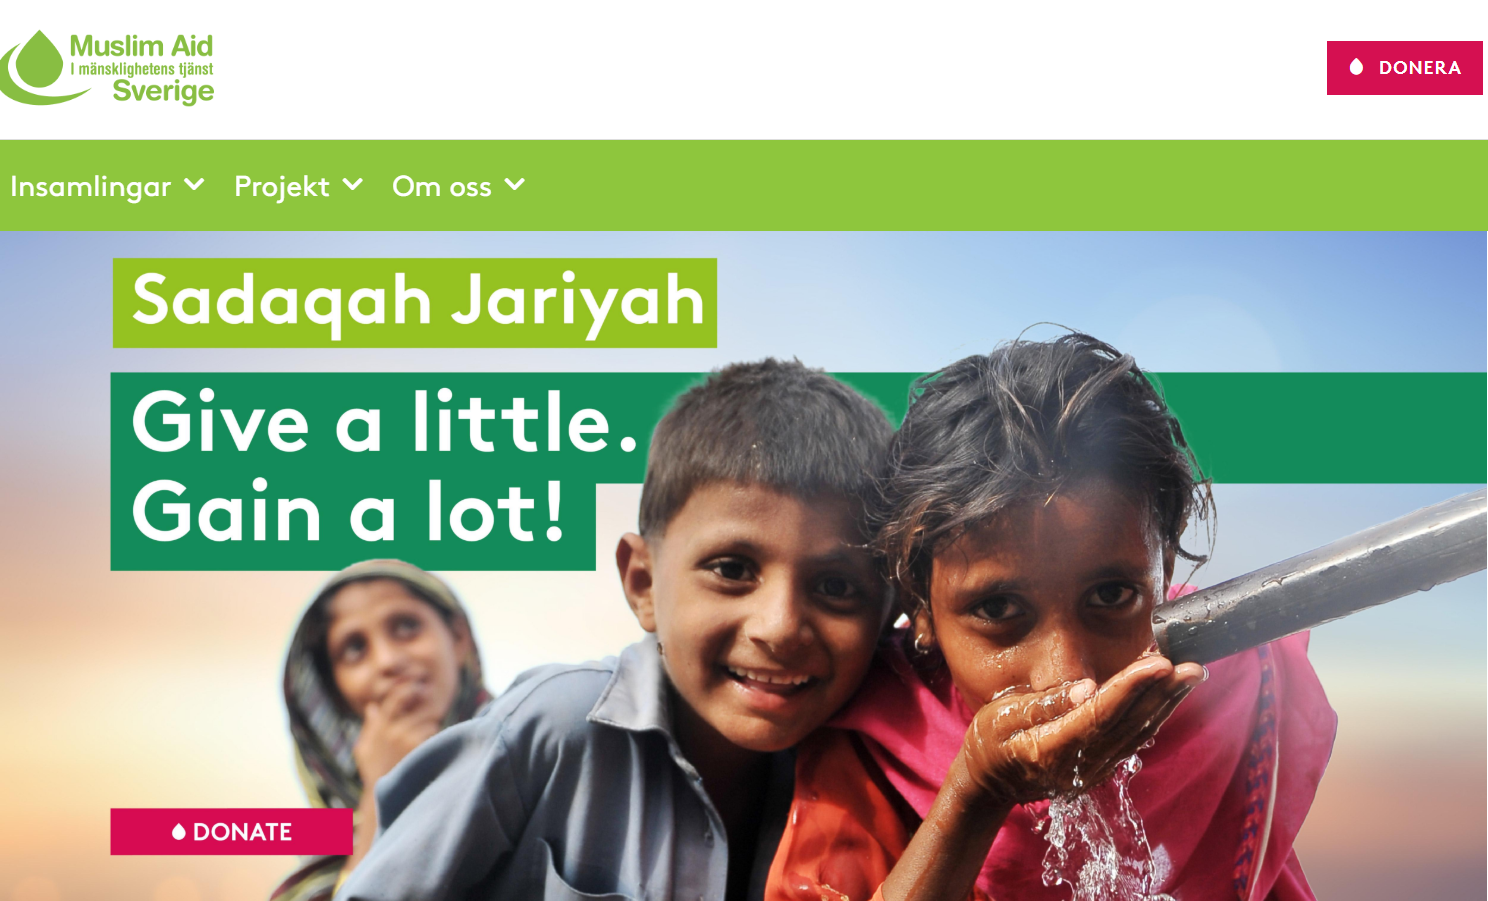 Muslim Aid
I mänsklighetens tjänst
Sverige
DONERA
Insamlingar
Projekt
Om oss
Sadaqah Jariyah
Give a little.
Gain a lot!
DONATE